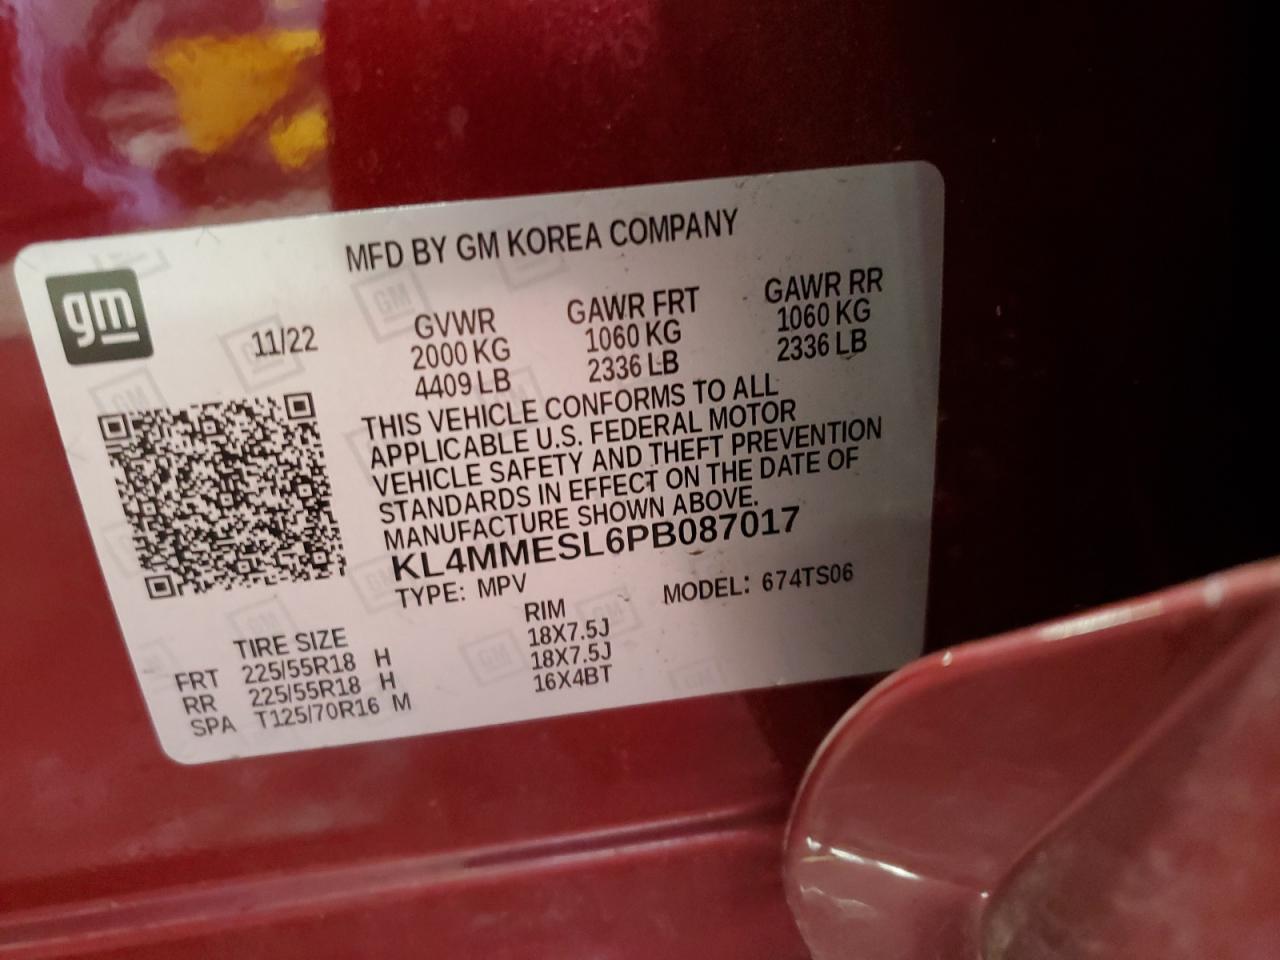 MFD BY GM KOREA COMPANY
gm
11/22
GVWR GAWR FRT GAWR RR
2000 KG 1060 KG 1060 KG
4409 LB 2336 LB 2336 LB
THIS VEHICLE CONFORMS TO ALL
APPLICABLE U.S. FEDERAL MOTOR
VEHICLE SAFETY AND THEFT PREVENTION
STANDARDS IN EFFECT ON THE DATE OF
MANUFACTURE SHOWN ABOVE.
KL4MMESL6PB087017
TYPE: MPV MODEL: 674TS06
TIRE SIZE RIM
FRT 225/55R18 H 18X7.5J
RR 225/55R18 H 18X7.5J
SPA T125/70R16 M 16X4BT